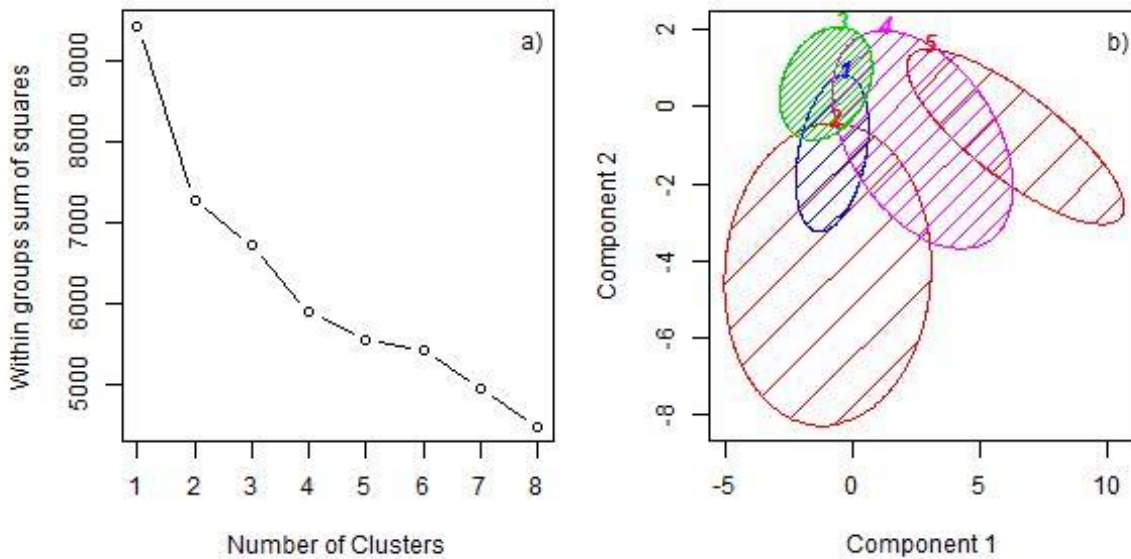 a)
Within groups sum of squares
9000
8000
7000
6000
5000
1 2 3 4 5 6 7 8
Number of Clusters
b)
Component 2
2
0
-2
-4
-6
-8
3
4
5
1
2
-5 0 5 10
Component 1